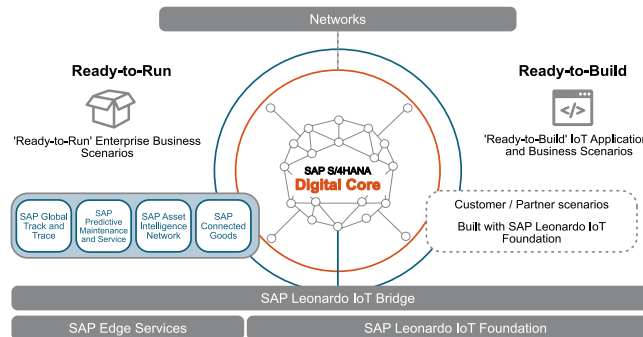 Networks
Ready-to-Run
'Ready-to-Run' Enterprise Business
Scenarios
Ready-to-Build
</>
'Ready-to-Build' IoT Application
and Business Scenarios
SAP S/4HANA
Digital Core
SAP Global
Track and
Trace
SAP
Predictive
Maintenance
and Service
SAP Asset
Intelligence
Network
SAP
Connected
Goods
Customer / Partner scenarios
Built with SAP Leonardo IoT
Foundation
SAP Leonardo IoT Bridge
SAP Edge Services
SAP Leonardo IoT Foundation